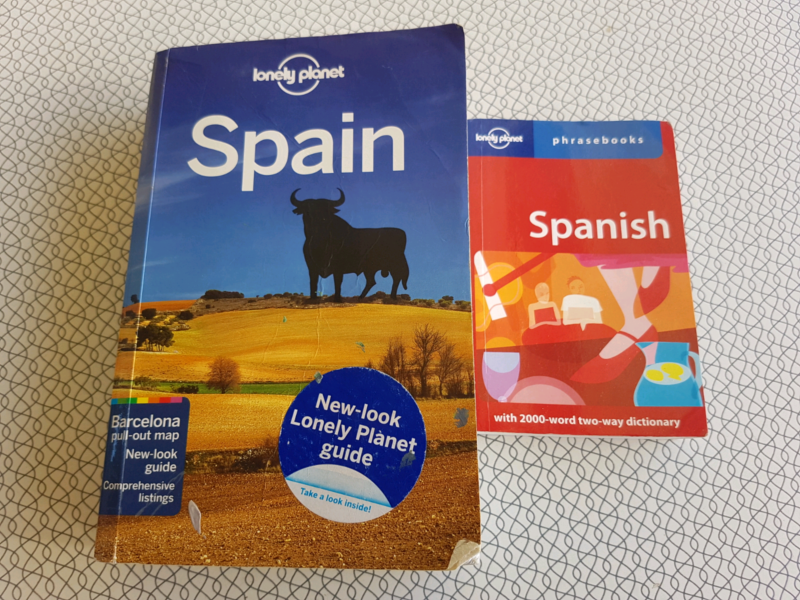 lonely planet
Spain
Barcelona
pull-out map
New-look
guide
Comprehensive
listings
New-look
Lonely Planet
guide
Take a look inside!
lonely planet
phrasebooks
Spanish
with 2000-word two-way dictionary